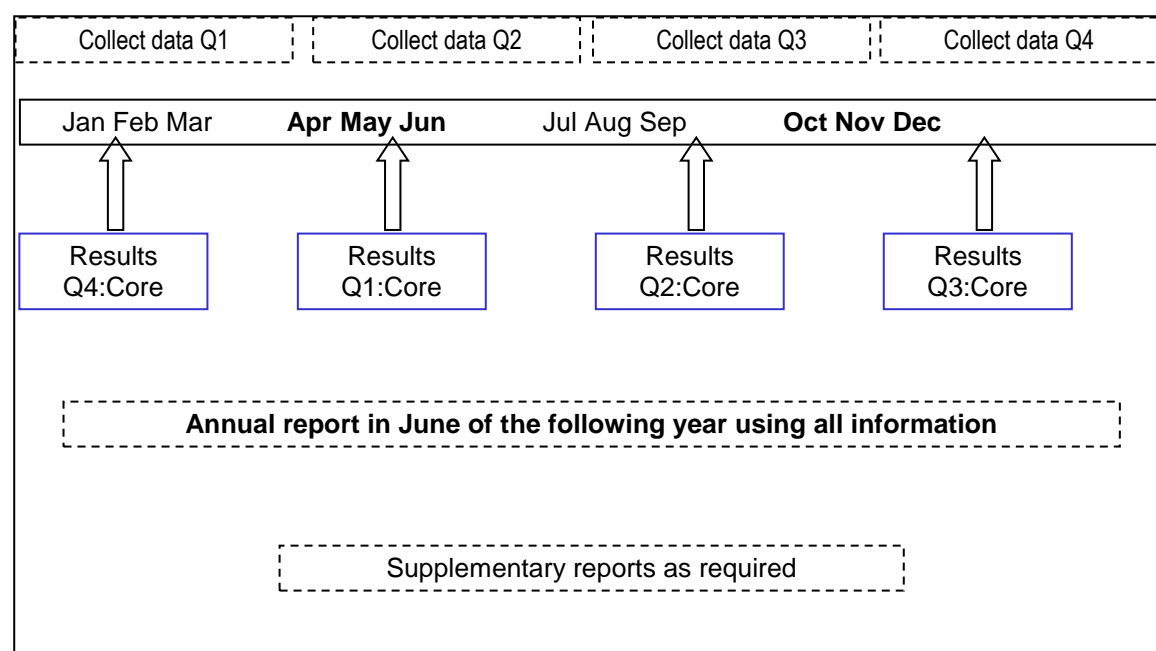 Collect data Q1
Collect data Q2
Collect data Q3
Collect data Q4
Jan Feb Mar
Apr May Jun
Jul Aug Sep
Oct Nov Dec
Results
Q4:Core
Results
Q1:Core
Results
Q2:Core
Results
Q3:Core
Annual report in June of the following year using all information
Supplementary reports as required